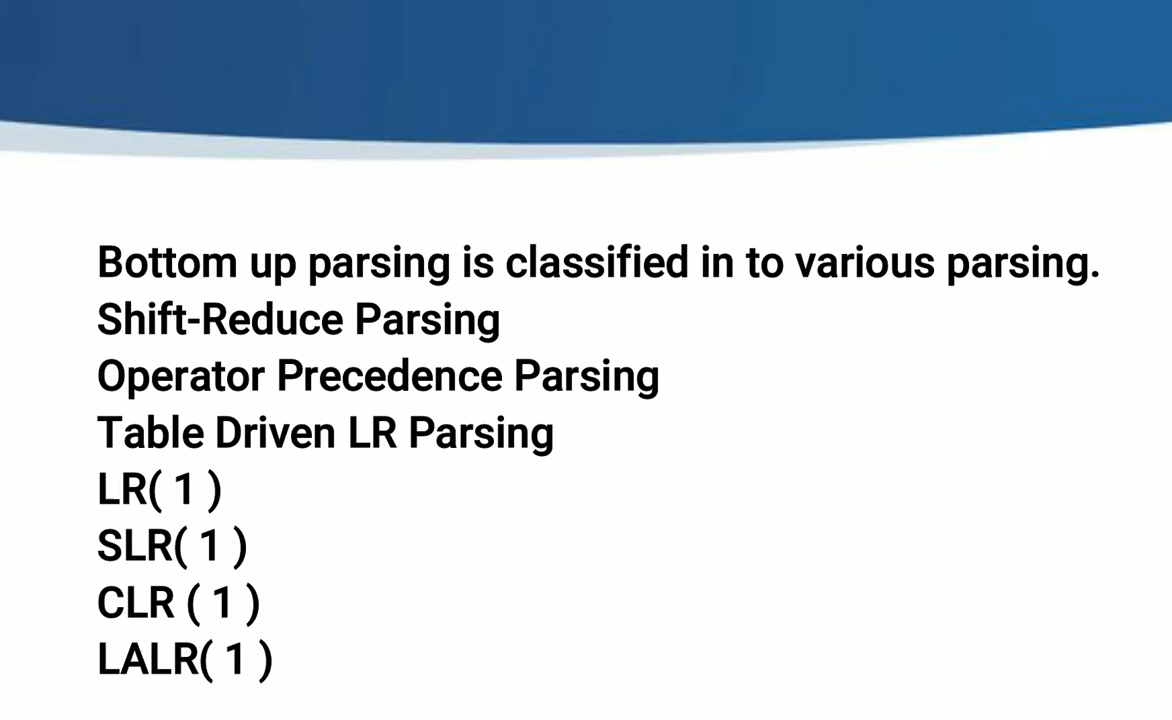 Bottom up parsing is classified in to various parsing.
Shift-Reduce Parsing
Operator Precedence Parsing
Table Driven LR Parsing
LR( 1 )
SLR( 1 )
CLR ( 1 )
LALR( 1 )